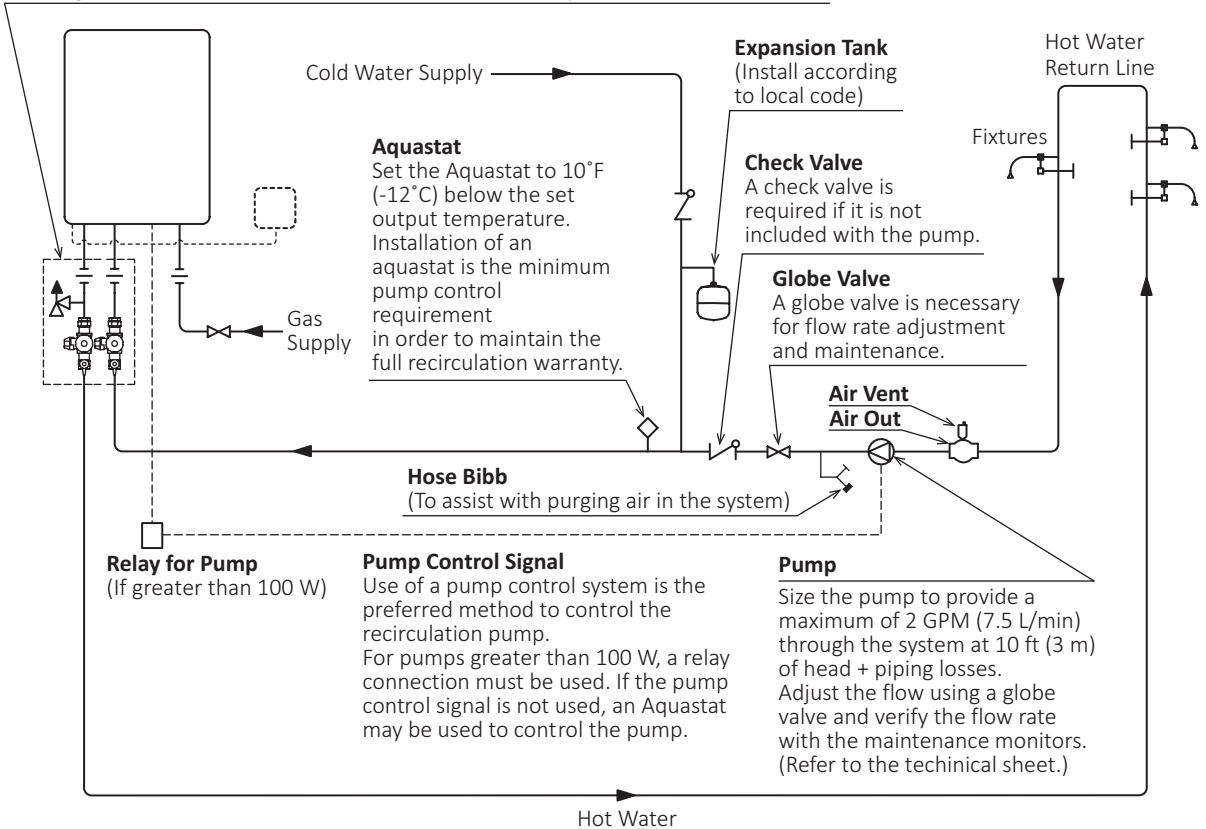 Cold Water Supply
Expansion Tank
(Install according
to local code)
Hot Water
Return Line
Fixtures
Aquastat
Set the Aquastat to 10˚F
(-12˚C) below the set
output temperature.
Installation of an
aquastat is the minimum
pump control
requirement
in order to maintain the
full recirculation warranty.
Check Valve
A check valve is
required if it is not
included with the pump.
Globe Valve
A globe valve is necessary
for flow rate adjustment
and maintenance.
Gas
Supply
Air Vent
Air Out
Hose Bibb
(To assist with purging air in the system)
Relay for Pump
(If greater than 100 W)
Pump Control Signal
Use of a pump control system is the
preferred method to control the
recirculation pump.
For pumps greater than 100 W, a relay
connection must be used. If the pump
control signal is not used, an Aquastat
may be used to control the pump.
Pump
Size the pump to provide a
maximum of 2 GPM (7.5 L/min)
through the system at 10 ft (3 m)
of head + piping losses.
Adjust the flow using a globe
valve and verify the flow rate
with the maintenance monitors.
(Refer to the techinical sheet.)
Hot Water